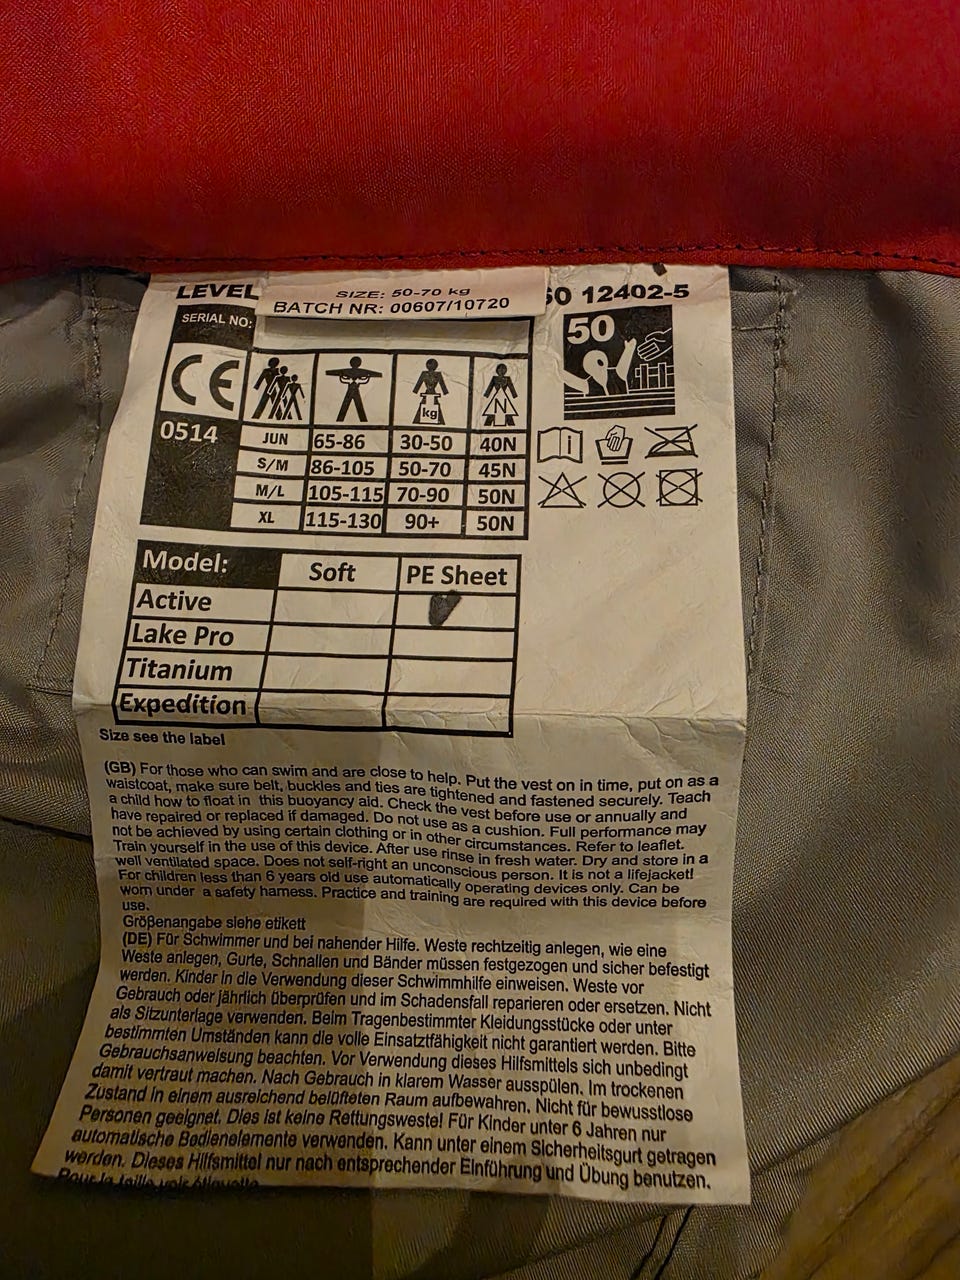 LEVEL
SIZE: 50-70 kg
BATCH NR: 00607/10720
SO 12402-5
SERIAL NO:
50
CE
0514
kg
N
JUN 65-86 30-50 40N
S/M 86-105 50-70 45N
M/L 105-115 70-90 50N
XL 115-130 90+ 50N
Model: Soft PE Sheet
Active
Lake Pro
Titanium
Expedition
Size see the label
(GB) For those who can swim and are close to help. Put the vest on in time, put on as a
waistcoat, make sure belt, buckles and ties are tightened and fastened securely. Teach
a child how to float in this buoyancy aid. Check the vest before use or annually and
have repaired or replaced if damaged. Do not use as a cushion. Full performance may
not be achieved by using certain clothing or in other circumstances. Refer to leaflet.
Train yourself in the use of this device. After use rinse in fresh water. Dry and store in a
well ventilated space. Does not self-right an unconscious person. It is not a lifejacket!
For children less than 6 years old use automatically operating devices only. Can be
worn under a safety harness. Practice and training are required with this device before
use.
Größenangabe siehe etikett
(DE) Für Schwimmer und bei nahender Hilfe. Weste rechtzeitig anlegen, wie eine
Weste anlegen, Gurte, Schnallen und Bänder müssen festgezogen und sicher befestigt
werden. Kinder in die Verwendung dieser Schwimmhilfe einweisen. Weste vor
Gebrauch oder jährlich überprüfen und im Schadensfall reparieren oder ersetzen. Nicht
als Sitzunterlage verwenden. Beim Tragenbestimmter Kleidungsstücke oder unter
bestimmten Umständen kann die volle Einsatztfähigkeit nicht garantiert werden. Bitte
Gebrauchsanweisung beachten. Vor Verwendung dieses Hilfsmittels sich unbedingt
damit vertraut machen. Nach Gebrauch in klarem Wasser ausspülen. Im trockenen
Zustand in einem ausreichend belüfteten Raum aufbewahren. Nicht für bewusstlose
Personen geeignet. Dies ist keine Rettungsweste! Für Kinder unter 6 Jahren nur
automatische Bedienelemente verwenden. Kann unter einem Sicherheitsgurt getragen
werden. Dieses Hilfsmittel nur nach entsprechender Einführung und Übung benutzen.
Pour la taille voir étiquette